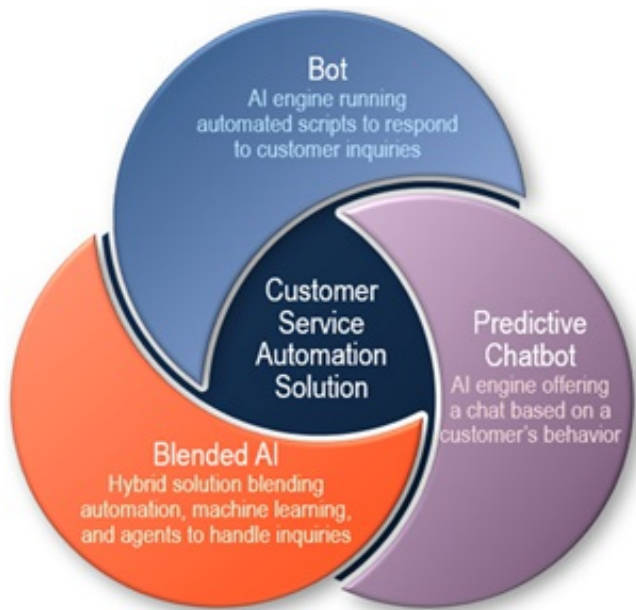 Bot
AI engine running
automated scripts to respond
to customer inquiries
Customer
Service
Automation
Solution
Predictive
Chatbot
AI engine offering
a chat based on a
customer's behavior
Blended AI
Hybrid solution blending
automation, machine learning,
and agents to handle inquiries